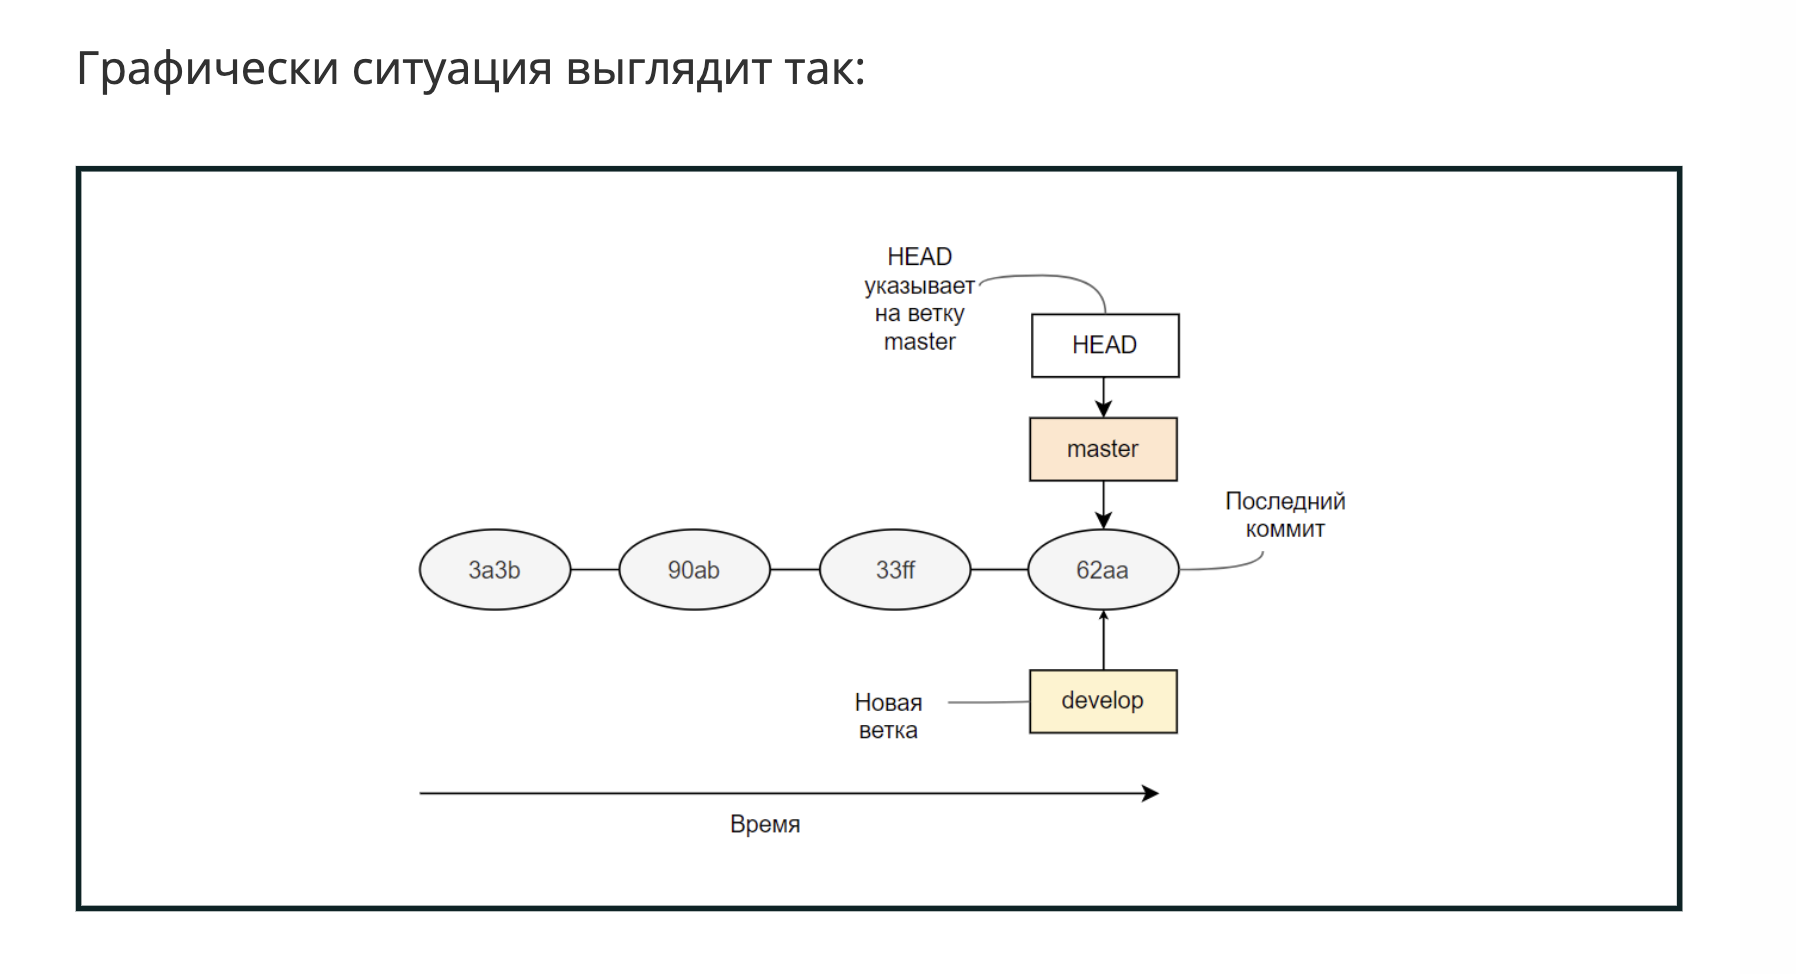 Графически ситуация выглядит так:
HEAD
указывает
на ветку
master
HEAD
master
Последний
коммит
3a3b
90ab
33ff
62aa
Новая
ветка
develop
Время